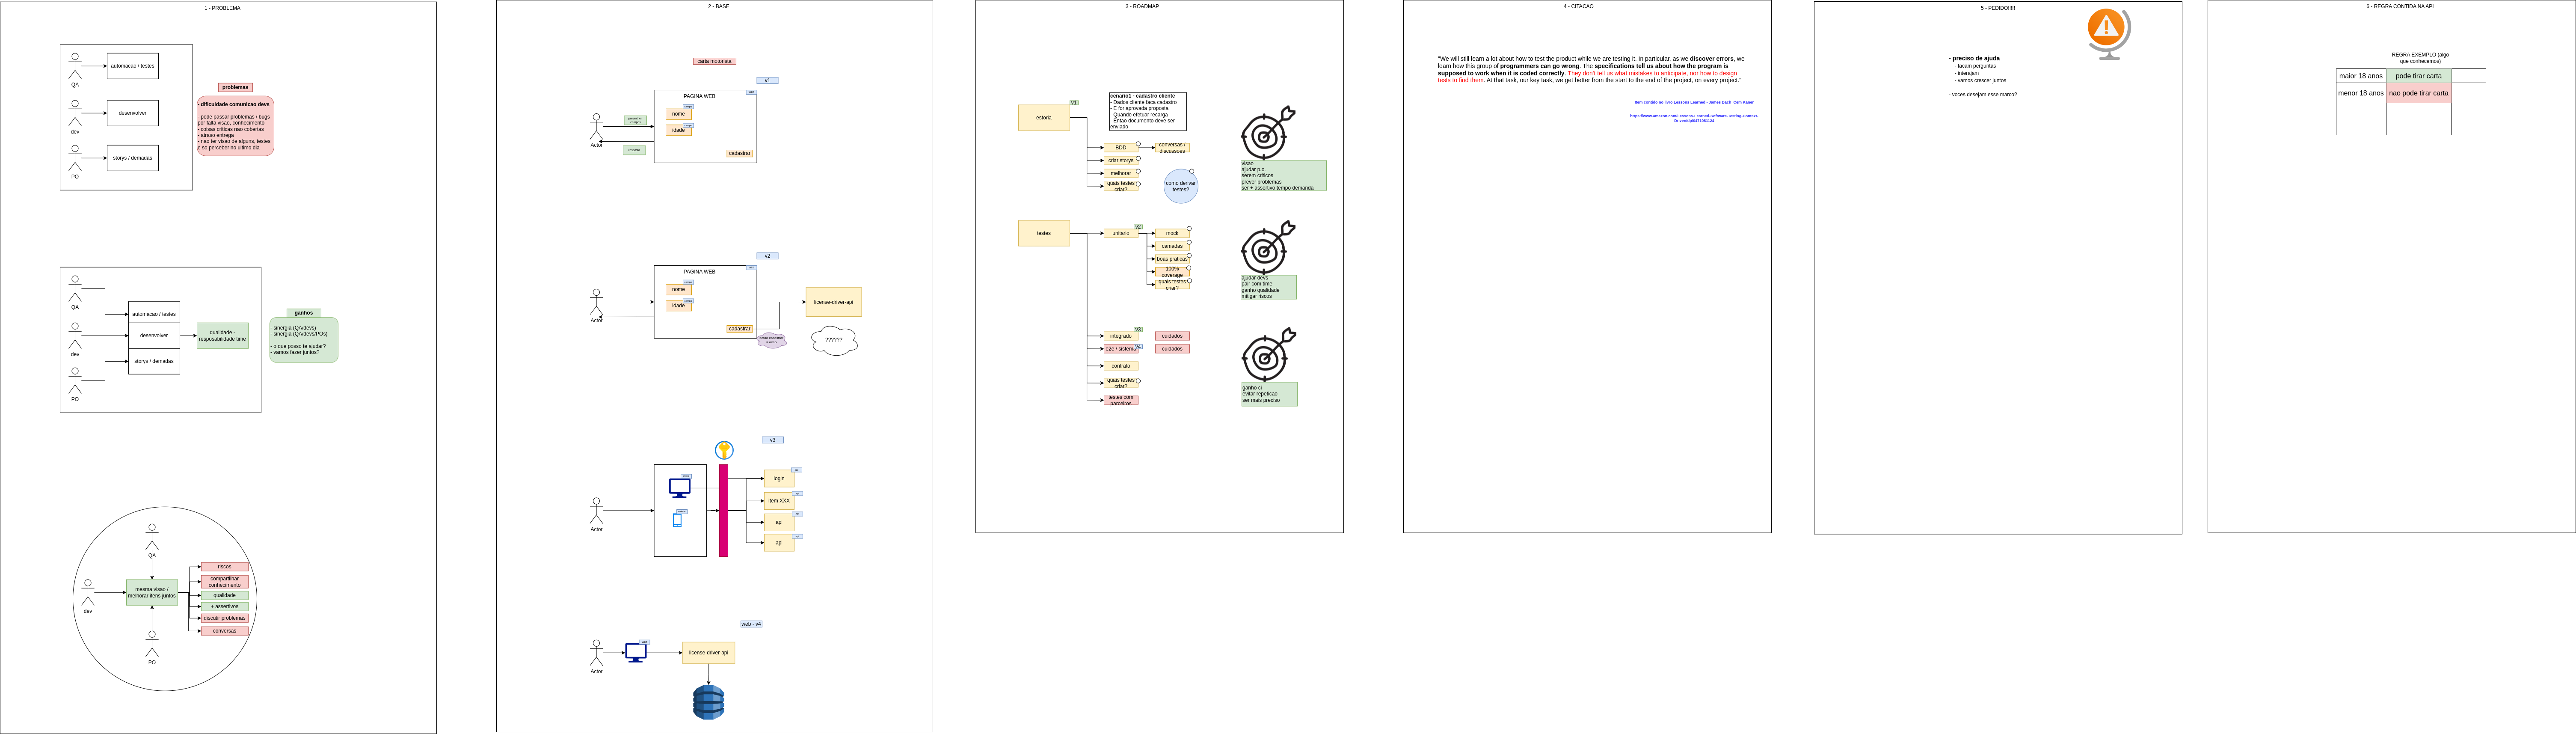 1 - PROBLEMA
QA
automacao / testes
dev
desenvolver
PO
storys / demadas
problemas
- dificuldade comunicao devs
- pode passar problemas / bugs
por falta visao, conhecimento
- coisas criticas nao cobertas
- atraso entrega
- nao ter visao de alguns, testes
e so perceber no ultimo dia
QA
automacao / testes
dev
desenvolver
PO
storys / demadas
qualidade -
resposabilidade time
ganhos
- sinergia (QA/devs)
- sinergia (QA/devs/POs)
- o que posso te ajudar?
- vamos fazer juntos?
QA
dev
mesma visao /
melhorar itens juntos
PO
riscos
compartilhar
conhecimento
qualidade
+ assertivos
discutir problemas
conversas
2 - BASE
carta motorista
v1
PAGINA WEB
nome
idade
cadastrar
Actor
resposta
v2
PAGINA WEB
nome
idade
cadastrar
Actor
license-driver-api
??????
v3
Actor
login
item XXX
api
api
web - v4
Actor
license-driver-api
3 - ROADMAP
v1
estoria
cenario1 - cadastro cliente
- Dados cliente faca cadastro
- E for aprovada proposta
- Quando efetuar recarga
- Entao documento deve ser
enviado
BDD
conversas /
discussoes
criar storys
melhorar
quais testes
criar?
como derivar
testes?
visao
ajudar p.o.
serem criticos
prever problemas
ser + assertivo tempo demanda
testes
v2
unitario
mock
camadas
boas praticas
100%
coverage
quais testes
criar?
ajudar devs
pair com time
ganho qualidade
mitigar riscos
v3
integrado
cuidados
v4
e2e / sistema
cuidados
contrato
quais testes
criar?
testes com
parceiros
ganho ci
evitar repeticao
ser mais preciso
4 - CITACAO
"We will still learn a lot about how to test the product while we are testing it. In particular, as we discover errors, we
learn how this group of programmers can go wrong. The specifications tell us about how the program is
supposed to work when it is coded correctly. They don't tell us what mistakes to anticipate, nor how to design
tests to find them. At that task, our key task, we get better from the start to the end of the project, on every project."
Item contido no livro Lessons Learned - James Bach Cem Kaner
https://www.amazon.com/Lessons-Learned-Software-Testing-Context-
Driven/dp/0471081124
5 - PEDIDO!!!!!
- preciso de ajuda
- facam perguntas
- interajam
- vamos crescer juntos
- voces desejam esse marco?
6 - REGRA CONTIDA NA API
REGRA EXEMPLO (algo
que conhecemos)
maior 18 anos
pode tirar carta
menor 18 anos
nao pode tirar carta